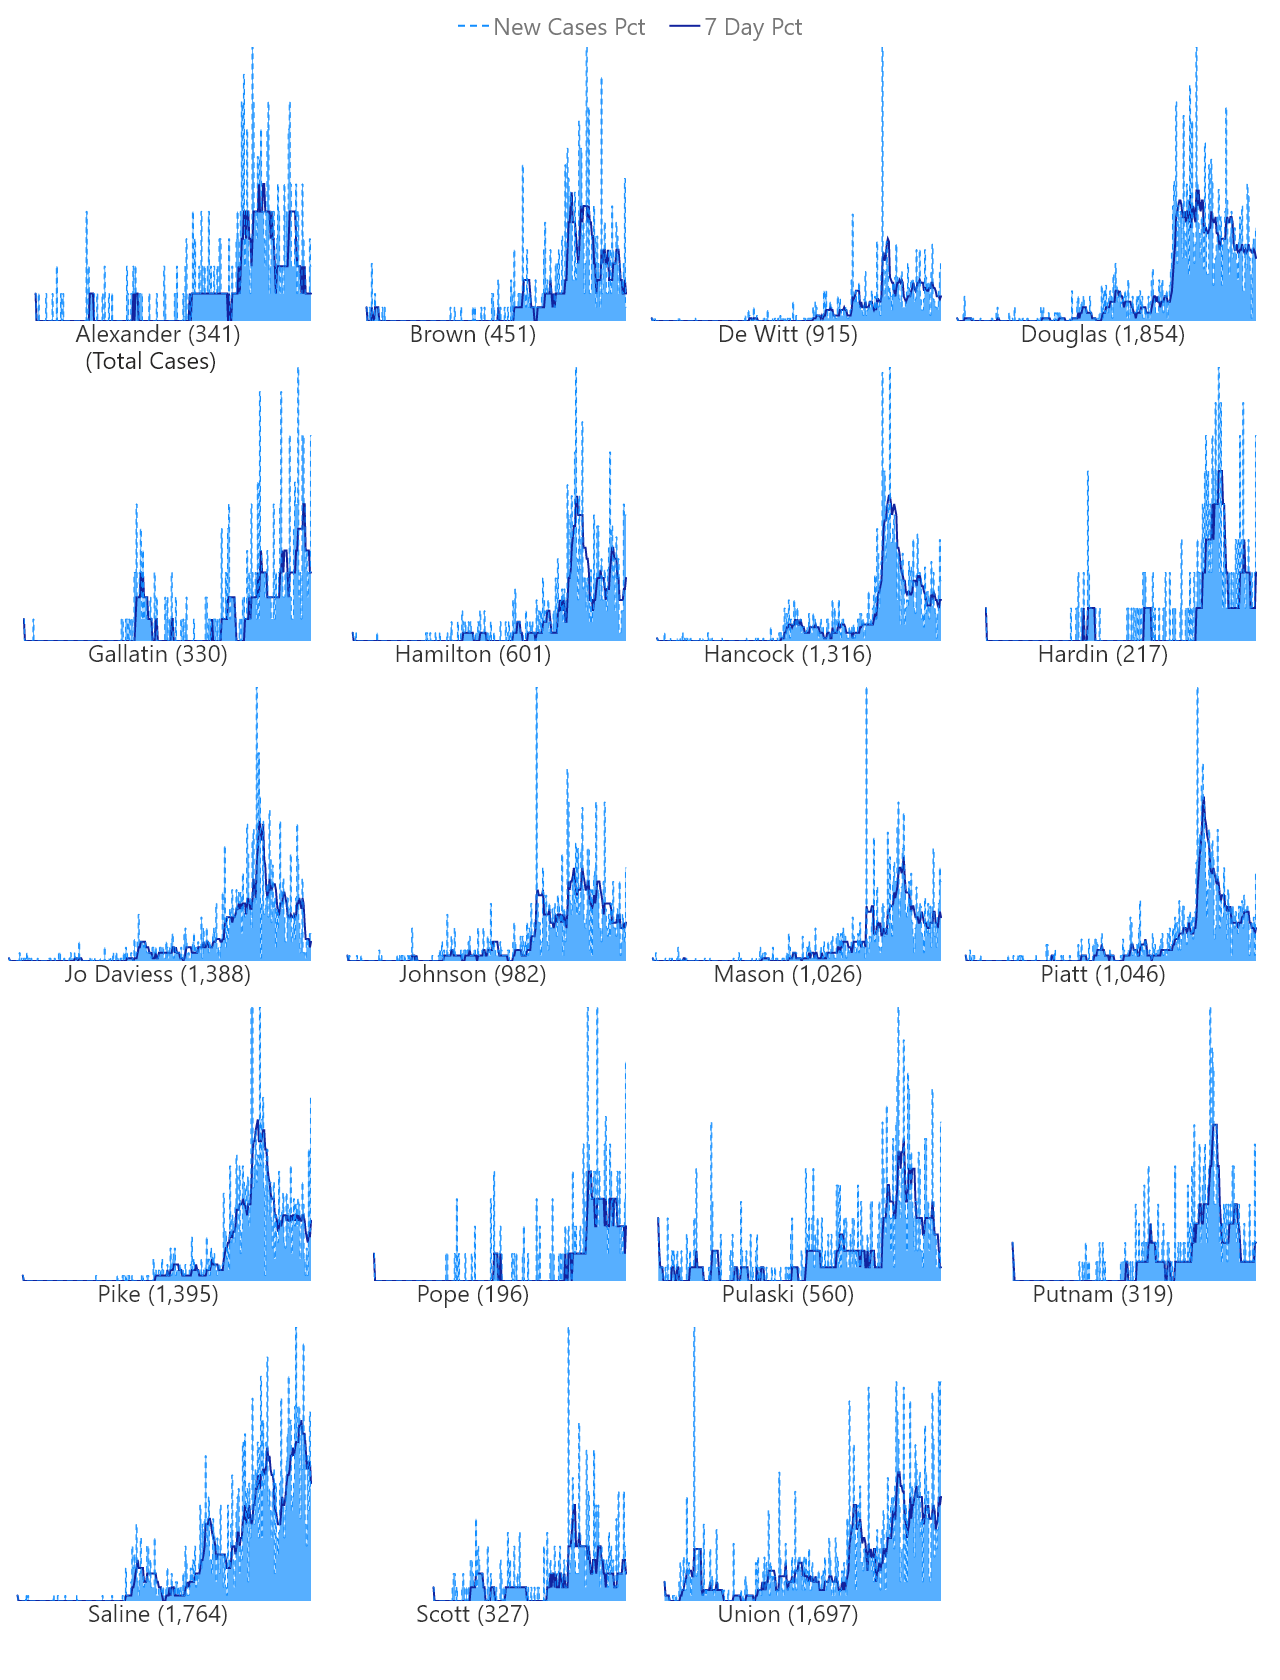 New Cases Pct 7 Day Pct
Alexander (341) Brown (451) De Witt (915) Douglas (1,854)
(Total Cases)
Gallatin (330) Hamilton (601) Hancock (1,316) Hardin (217)
Jo Daviess (1,388) Johnson (982) Mason (1,026) Piatt (1,046)
Pike (1,395) Pope (196) Pulaski (560) Putnam (319)
Saline (1,764) Scott (327) Union (1,697)